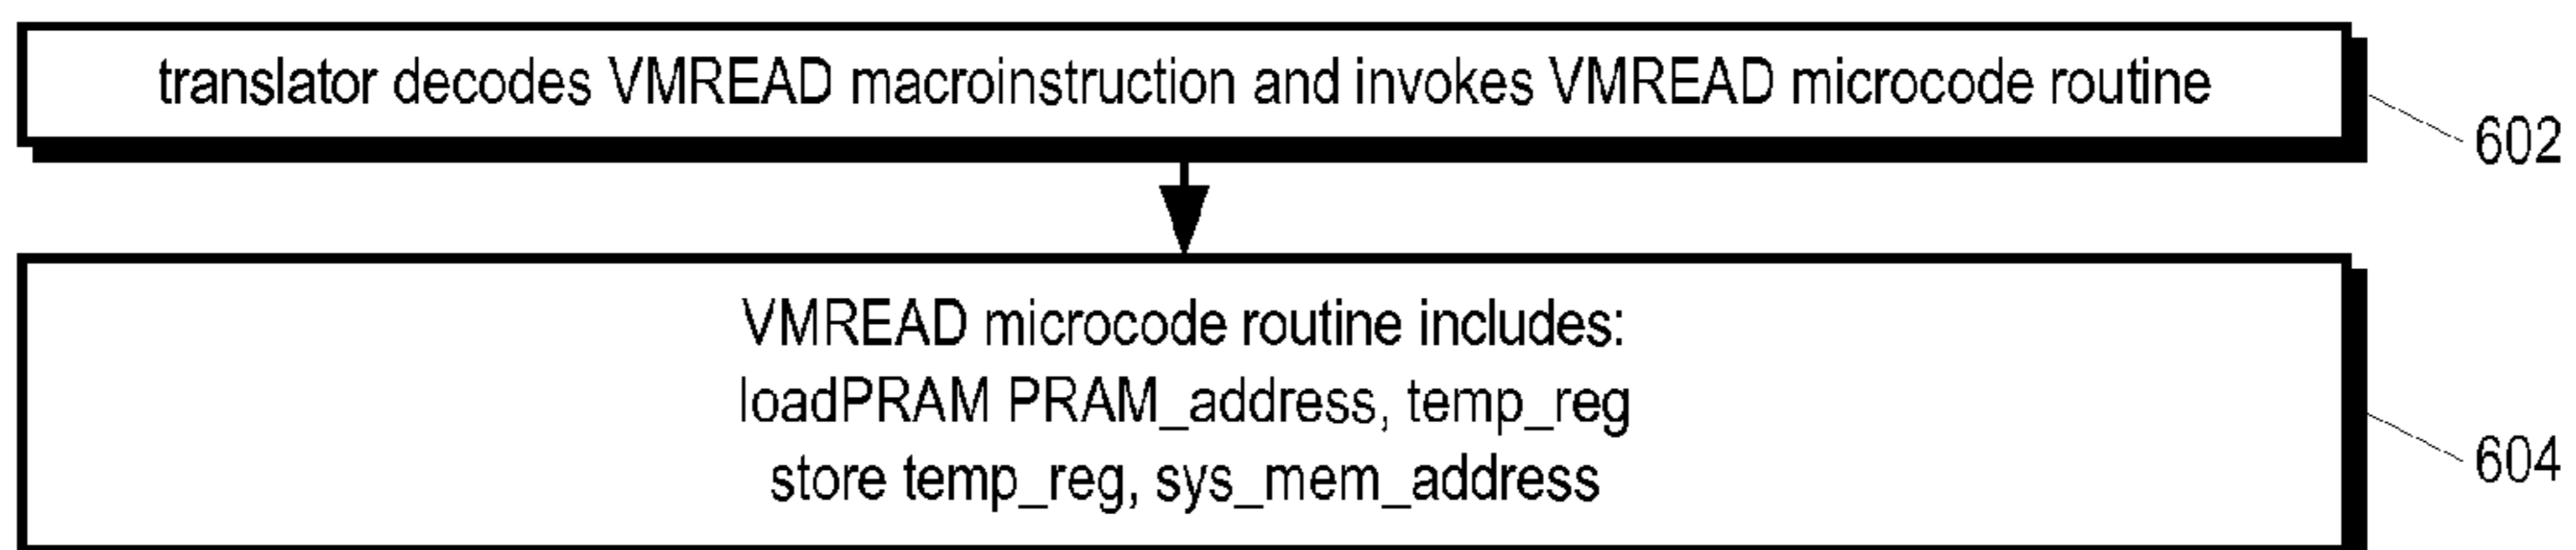 translator decodes VMREAD macroinstruction and invokes VMREAD microcode routine
602
VMREAD microcode routine includes:
loadPRAM PRAM_address, temp_reg
store temp_reg, sys_mem_address
604